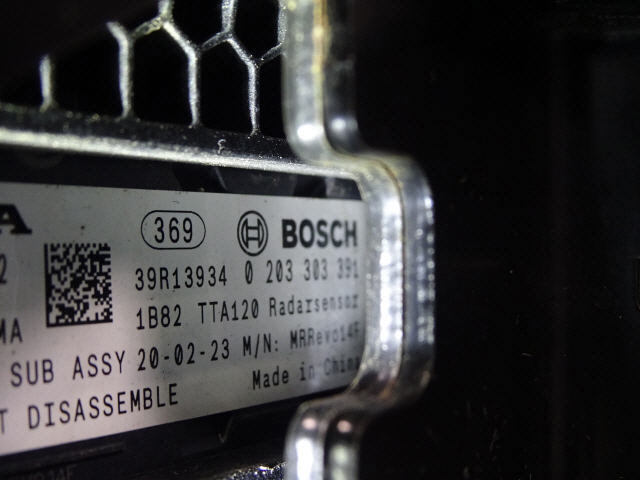 369 BOSCH
39R13934 0 203 303 391
1B82 TTA120 Radarsensor
MA
SUB ASSY 20-02-23 M/N: MRRevo14F
Made in China
T DISASSEMBLE